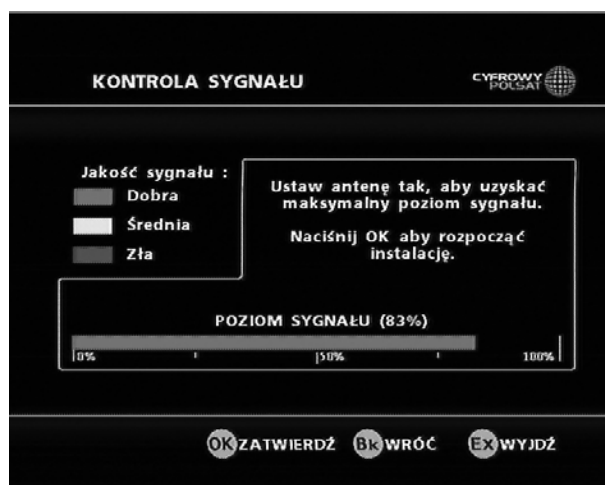 KONTROLA SYGNAŁU
CYFROWY
POLSAT
Jakość sygnału :
Dobra
Średnia
Zła
Ustaw antenę tak, aby uzyskać
maksymalny poziom sygnału.
Naciśnij OK aby rozpocząć
instalację.
POZIOM SYGNAŁU (83%)
0% 50% 100%
OK ZATWIERDŹ Bk WRÓĆ Ex WYJDŹ